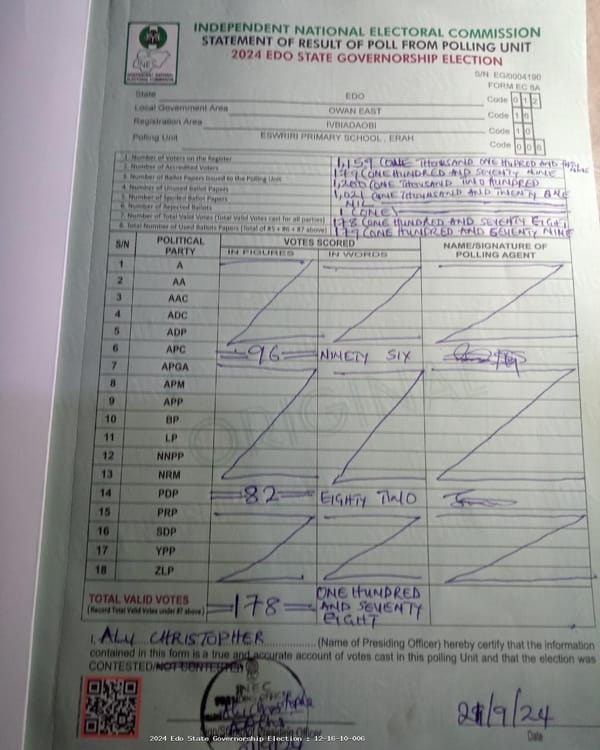 INDEPENDENT NATIONAL ELECTORAL COMMISSION
STATEMENT OF RESULT OF POLL FROM POLLING UNIT
2024 EDO STATE GOVERNORSHIP ELECTION
S/N EG/0004190
FORM EC 8A
State EDO Code 0 1 2
Local Government Area OWAN EAST Code 1 6
Registration Area IVBIADAOBI Code 1 0
Polling Unit ESWRIRI PRIMARY SCHOOL, ERAH Code 0 0 6
1. Number of Voters on the Register 1,159 (ONE THOUSAND ONE HUNDRED AND
2. Number of Accredited Voters 179 (ONE HUNDRED AND SEVENTY NINE
3. Number of Ballot Papers Issued to the Polling Unit 1,200 (ONE THOUSAND TWO HUNDRED
4. Number of Unused Ballot Papers 1,021 (ONE THOUSAND AND TWENTY ONE
5. Number of Spoiled Ballot Papers NIL
6. Number of Rejected Ballots 1 (ONE)
7. Number of Total Valid Votes (Total Valid Votes cast for all parties) 178 (ONE HUNDRED AND SEVENTY EIGHT
8. Total Number of Used Ballots Papers (Total of #5 + #6 + #7 above) 179 (ONE HUNDRED AND SEVENTY NINE
S/N POLITICAL PARTY VOTES SCORED NAME/SIGNATURE OF POLLING AGENT
IN FIGURES IN WORDS
1 A
2 AA
3 AAC
4 ADC
5 ADP
6 APC 96 NINETY SIX
7 APGA
8 APM
9 APP
10 BP
11 LP
12 NNPP
13 NRM
14 PDP 82 EIGHTY TWO
15 PRP
16 SDP
17 YPP
18 ZLP
ORIGINAL
TOTAL VALID VOTES 178 ONE HUNDRED AND SEVENTY EIGHT
(Record Total Valid Votes under #7 above)
I, ALU CHRISTOPHER (Name of Presiding Officer) hereby certify that the information
contained in this form is a true and accurate account of votes cast in this polling Unit and that the election was
CONTESTED/NOT CONTESTED
INEC
21/9/24
Date
2024 Edo State Governorship Election : 12-16-10-006